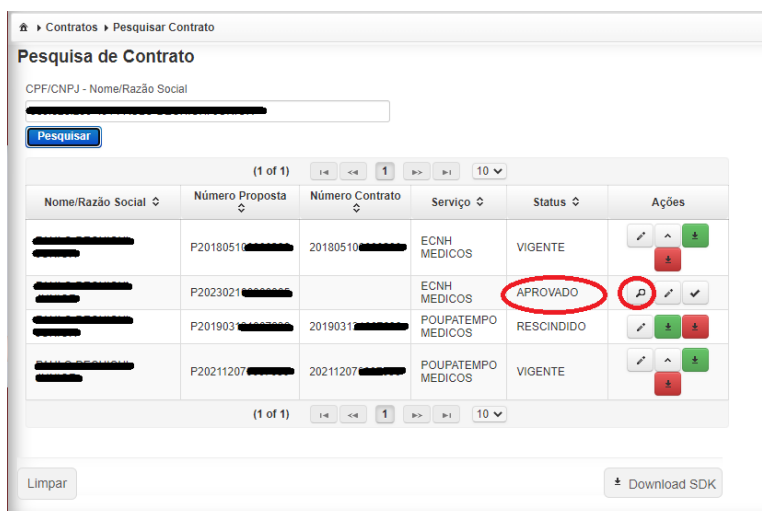 Contratos Pesquisar Contrato
Pesquisa de Contrato
CPF/CNPJ - Nome/Razão Social
Pesquisar
(1 of 1) 1 10
Nome/Razão Social Número Proposta Número Contrato Serviço Status Ações
P20180510 20180510 ECNH MEDICOS VIGENTE
P202302 ECNH MEDICOS APROVADO
P201903 2019031 POUPATEMPO MEDICOS RESCINDIDO
P20211207 20211207 POUPATEMPO MEDICOS VIGENTE
(1 of 1) 1 10
Limpar Download SDK